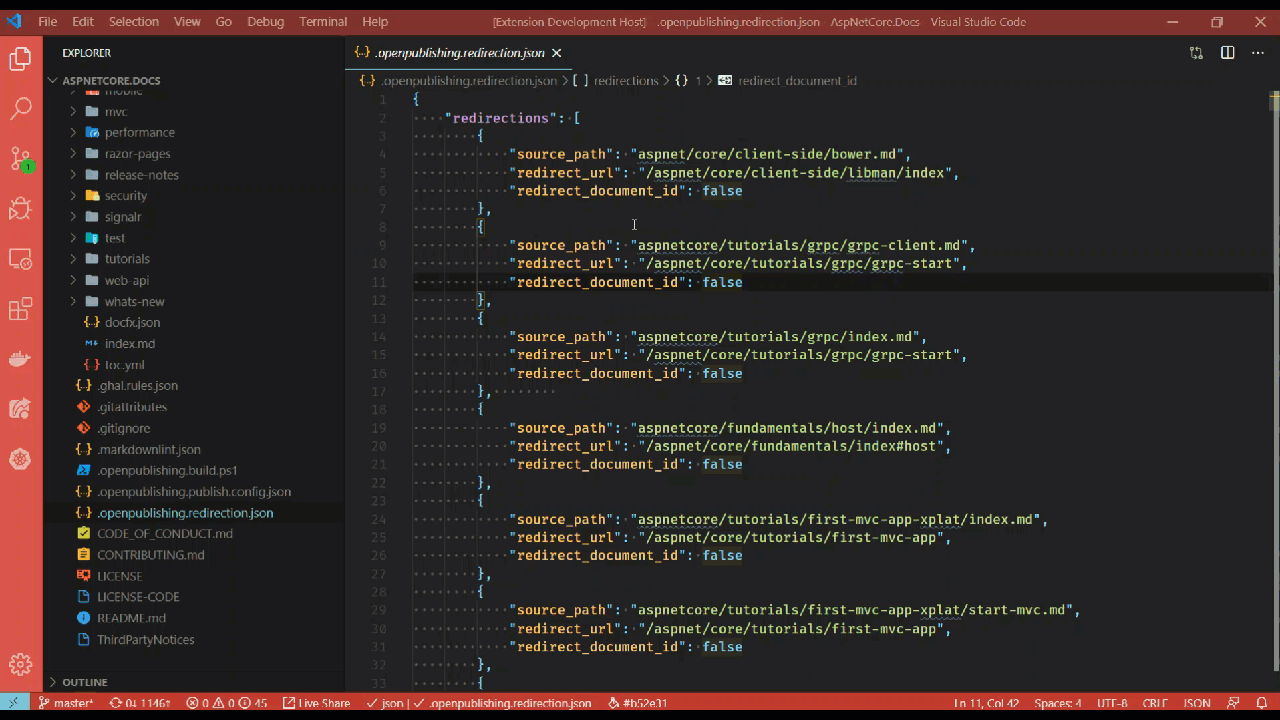 File Edit Selection View Go Debug Terminal Help [Extension Development Host] .openpublishing.redirection.json - AspNetCore.Docs - Visual Studio Code
EXPLORER
ASPNETCORE.DOCS
mobile
mvc
performance
razor-pages
release-notes
security
signalr
test
tutorials
web-api
whats-new
docfx.json
index.md
toc.yml
.ghal.rules.json
.gitattributes
.gitignore
.markdownlint.json
.openpublishing.build.ps1
.openpublishing.publish.config.json
.openpublishing.redirection.json
CODE_OF_CONDUCT.md
CONTRIBUTING.md
LICENSE
LICENSE-CODE
README.md
ThirdPartyNotices
OUTLINE
.openpublishing.redirection.json
.openpublishing.redirection.json > [ ] redirections > {} 1 > redirect_document_id
1 {
2 "redirections": [
3 {
4 "source_path": "aspnet/core/client-side/bower.md",
5 "redirect_url": "/aspnet/core/client-side/libman/index",
6 "redirect_document_id": false
7 },
8 {
9 "source_path": "aspnetcore/tutorials/grpc/grpc-client.md",
10 "redirect_url": "/aspnet/core/tutorials/grpc/grpc-start",
11 "redirect_document_id": false
12 },
13 {
14 "source_path": "aspnetcore/tutorials/grpc/index.md",
15 "redirect_url": "/aspnet/core/tutorials/grpc/grpc-start",
16 "redirect_document_id": false
17 },
18 {
19 "source_path": "aspnetcore/fundamentals/host/index.md",
20 "redirect_url": "/aspnet/core/fundamentals/index#host",
21 "redirect_document_id": false
22 },
23 {
24 "source_path": "aspnetcore/tutorials/first-mvc-app-xplat/index.md",
25 "redirect_url": "/aspnet/core/tutorials/first-mvc-app",
26 "redirect_document_id": false
27 },
28 {
29 "source_path": "aspnetcore/tutorials/first-mvc-app-xplat/start-mvc.md",
30 "redirect_url": "/aspnet/core/tutorials/first-mvc-app",
31 "redirect_document_id": false
32 },
33 {
master* 0↓ 1146↑ 0 0 45 Live Share json | .openpublishing.redirection.json #b52e31 Ln 11, Col 42 Spaces: 4 UTF-8 CRLF JSON